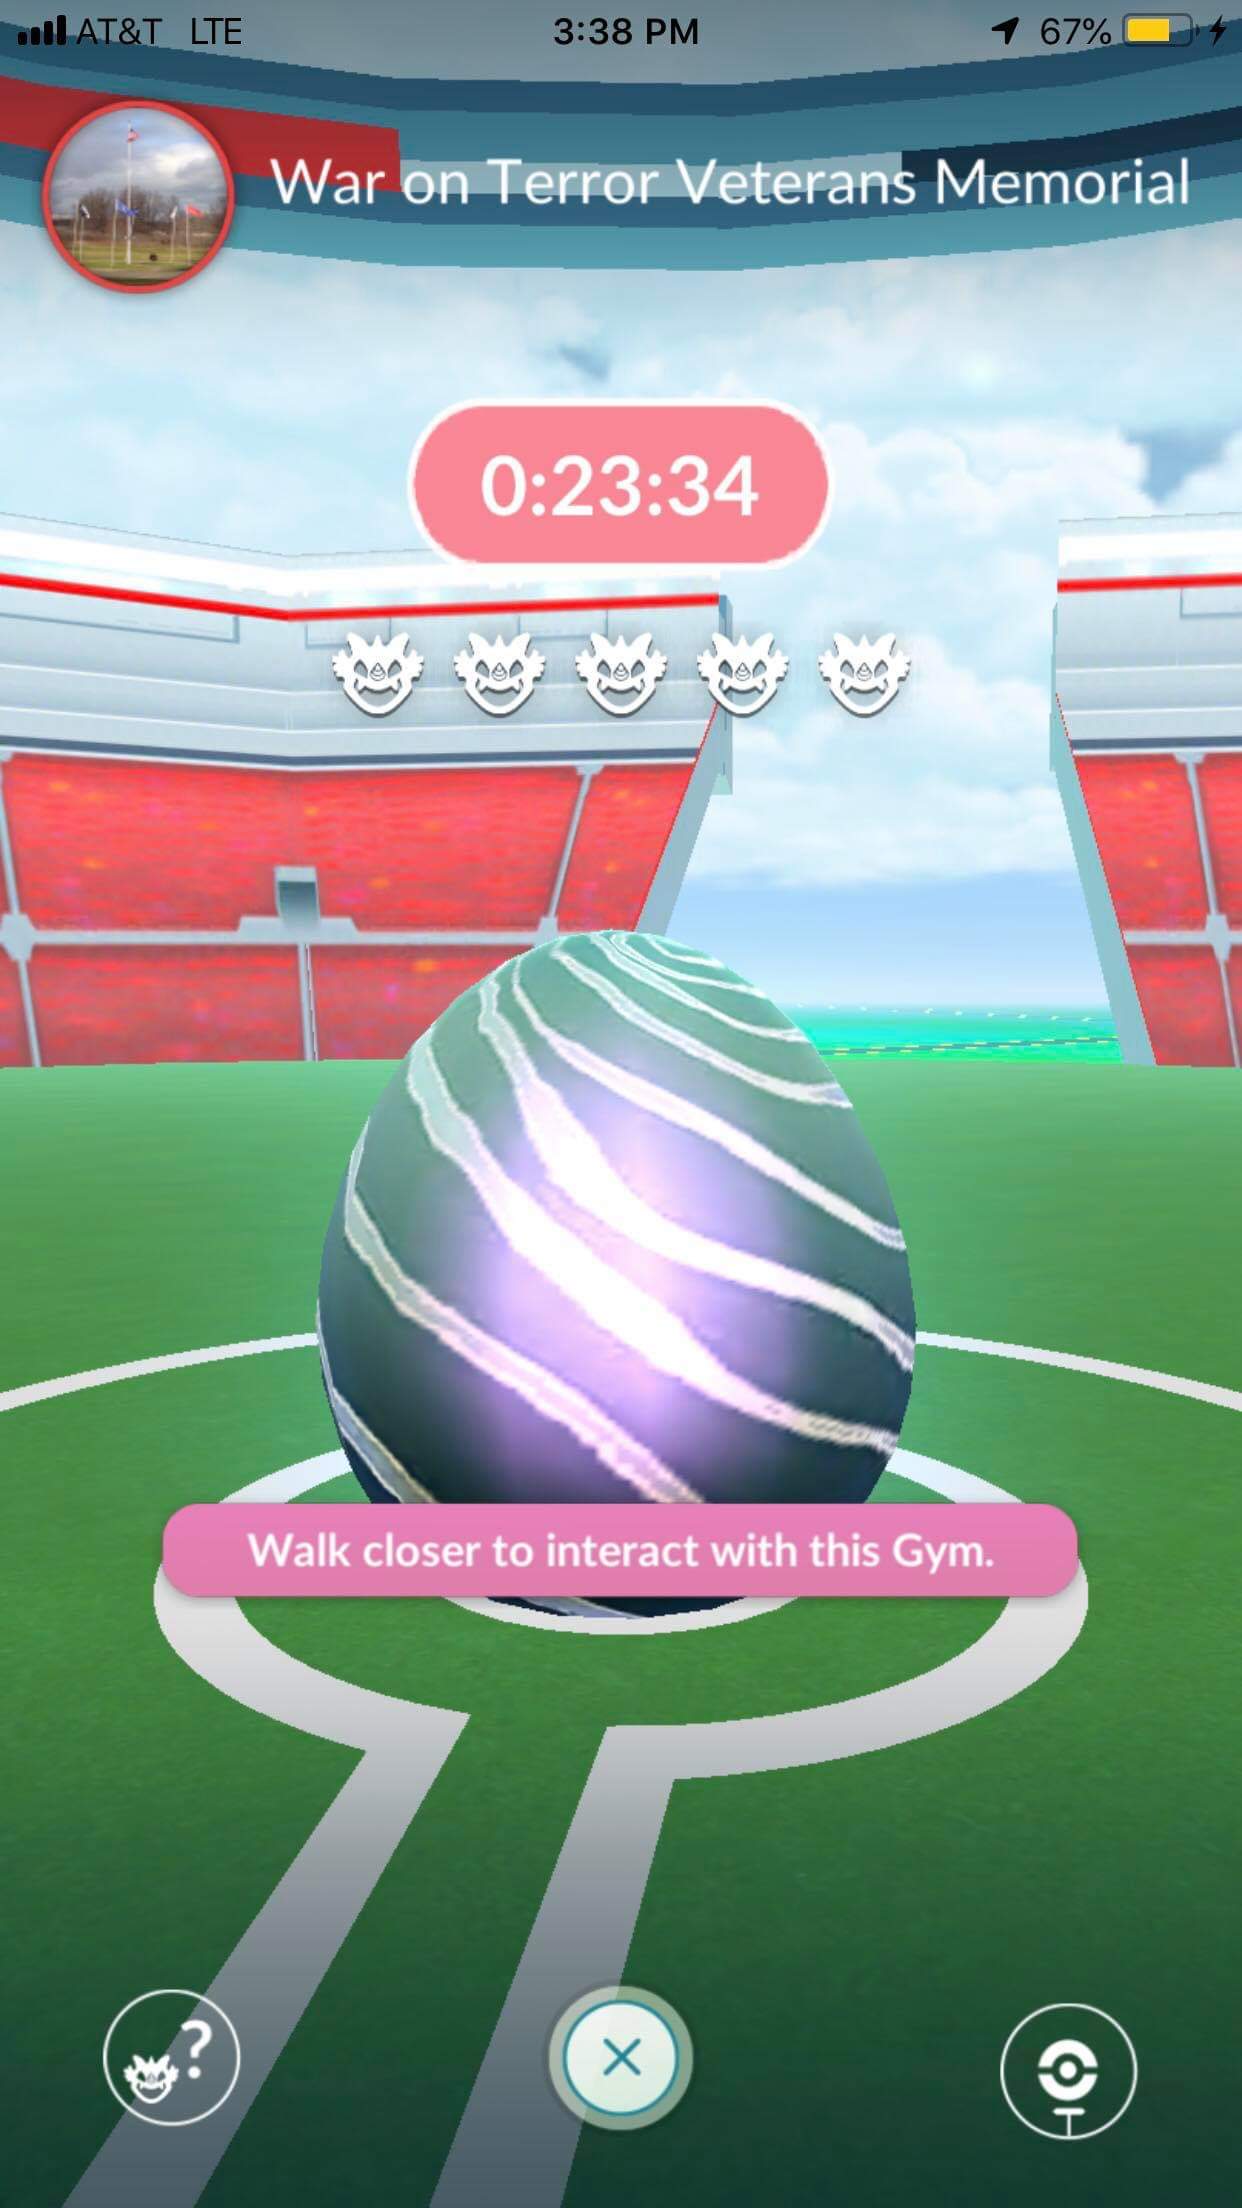 AT&T LTE 3:38 PM 67%
War on Terror Veterans Memorial
0:23:34
Walk closer to interact with this Gym.
?